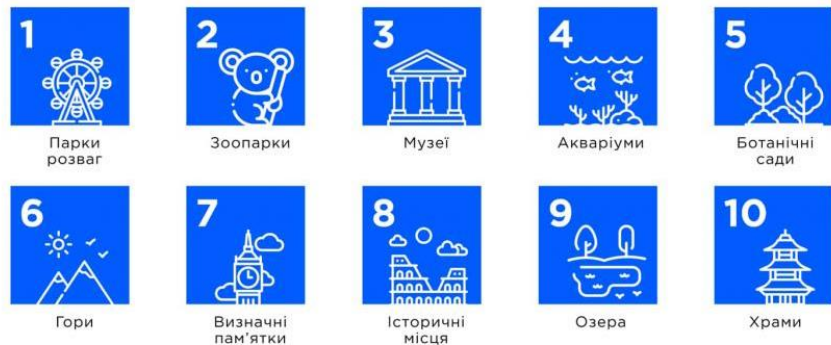 1
Парки
розваг
2
Зоопарки
3
Музеї
4
Акваріуми
5
Ботанічні
сади
6
Гори
7
Визначні
пам'ятки
8
Історичні
місця
9
Озера
10
Храми